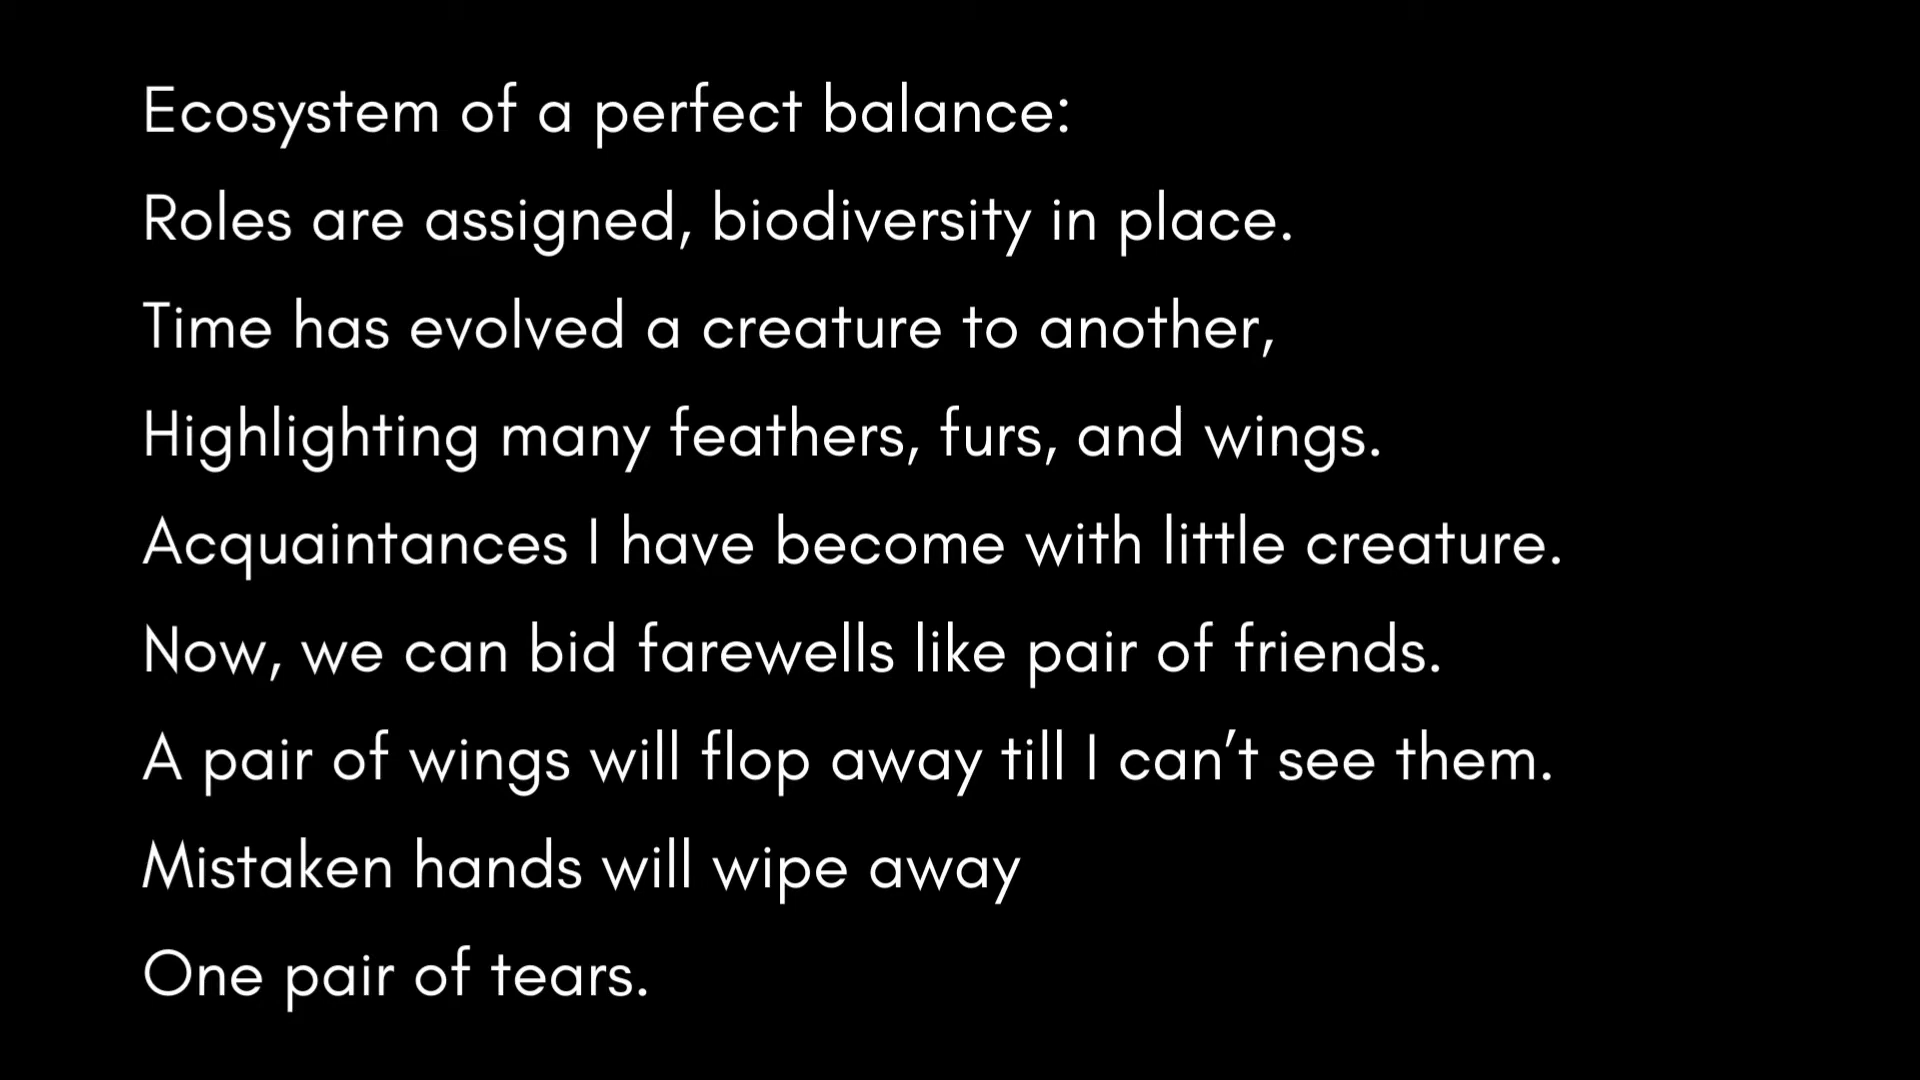 Ecosystem of a perfect balance:
Roles are assigned, biodiversity in place.
Time has evolved a creature to another,
Highlighting many feathers, furs, and wings.
Acquaintances I have become with little creature.
Now, we can bid farewells like pair of friends.
A pair of wings will flop away till I can’t see them.
Mistaken hands will wipe away
One pair of tears.